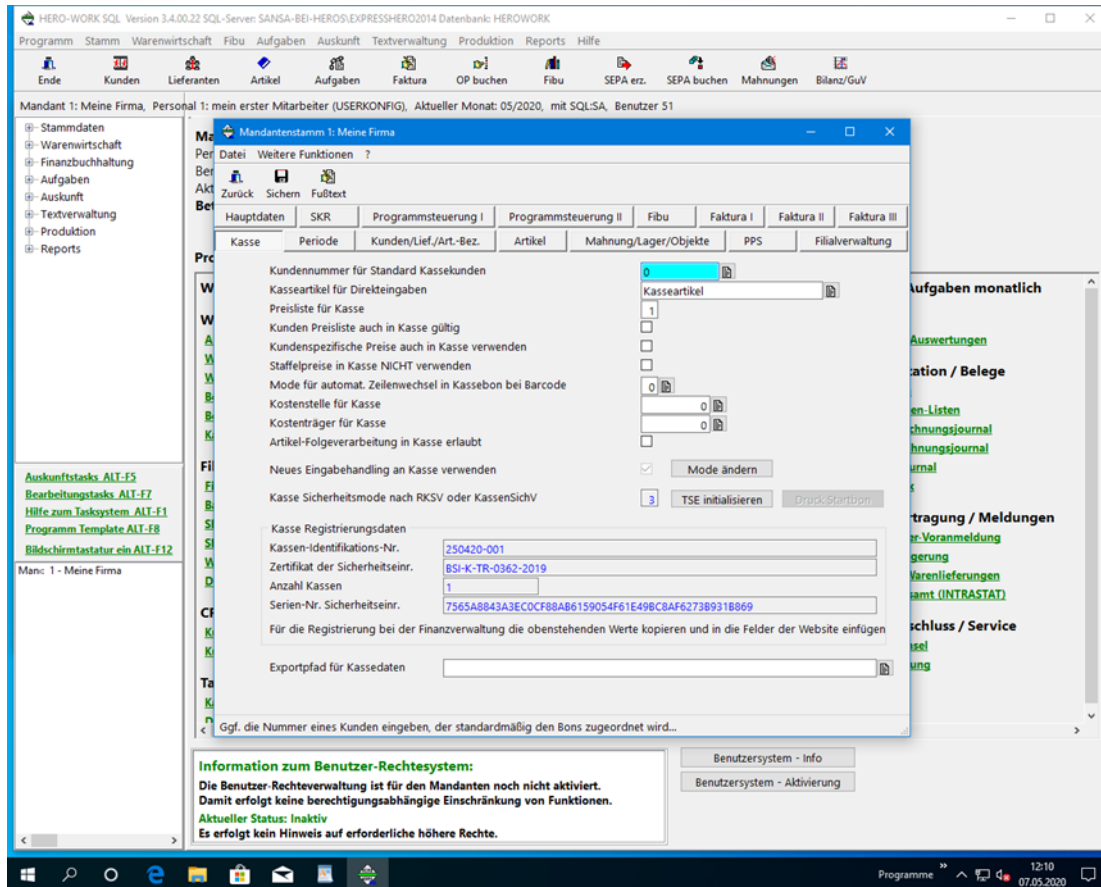 HERO-WORK SQL Version 3.4.00.22 SQL-Server: SANSA-BEI-HEROS\EXPRESSHERO2014 Datenbank: HEROWORK
Programm Stamm Warenwirtschaft Fibu Aufgaben Auskunft Textverwaltung Produktion Reports Hilfe
Ende Kunden Lieferanten Artikel Aufgaben Faktura OP buchen Fibu SEPA erz. SEPA buchen Mahnungen Bilanz/GuV
Mandant 1: Meine Firma, Personal 1: mein erster Mitarbeiter (USERKONFIG), Aktueller Monat: 05/2020, mit SQL:SA, Benutzer 51
Stammdaten
Warenwirtschaft
Finanzbuchhaltung
Aufgaben
Auskunft
Textverwaltung
Produktion
Reports
Auskunftstasks ALT-F5
Bearbeitungstasks ALT-F7
Hilfe zum Tasksystem ALT-F1
Programm Template ALT-F8
Bildschirmtastatur ein ALT-F12
Man: 1 - Meine Firma
Ma
Per
Ber
Akt
Bet
Pro
Mandantenstamm 1: Meine Firma
Datei Weitere Funktionen ?
Zurück Sichern Fußtext
Hauptdaten SKR Programmsteuerung I Programmsteuerung II Fibu Faktura I Faktura II Faktura III
Kasse Periode Kunden/Lief./Art.-Bez. Artikel Mahnung/Lager/Objekte PPS Filialverwaltung
Kundennummer für Standard Kassekunden 0
Kasseartikel für Direkteingaben Kasseartikel
Preisliste für Kasse 1
Kunden Preisliste auch in Kasse gültig
Kundenspezifische Preise auch in Kasse verwenden
Staffelpreise in Kasse NICHT verwenden
Mode für automat. Zeilenwechsel in Kassebon bei Barcode 0
Kostenstelle für Kasse 0
Kostenträger für Kasse 0
Artikel-Folgeverarbeitung in Kasse erlaubt
Neues Eingabehandling an Kasse verwenden Mode ändern
Kasse Sicherheitsmode nach RKSV oder KassenSichV 3 TSE initialisieren Druck Startbon
Kasse Registrierungsdaten
Kassen-Identifikations-Nr. 250420-001
Zertifikat der Sicherheitseinr. BSI-K-TR-0362-2019
Anzahl Kassen 1
Serien-Nr. Sicherheitseinr. 7565A8843A3EC0CF88AB6159054F61E49BC8AF6273B931B869
Für die Registrierung bei der Finanzverwaltung die obenstehenden Werte kopieren und in die Felder der Website einfügen
Exportpfad für Kassedaten
Ggf. die Nummer eines Kunden eingeben, der standardmäßig den Bons zugeordnet wird...
Aufgaben monatlich
Auswertungen
ation / Belege
en-Listen
chnungsjournal
hnungsjournal
urnal
rtragung / Meldungen
er-Voranmeldung
gerung
Warenlieferungen
samt (INTRASTAT)
schluss / Service
sel
ung
Information zum Benutzer-Rechtesystem:
Die Benutzer-Rechteverwaltung ist für den Mandanten noch nicht aktiviert.
Damit erfolgt keine berechtigungsabhängige Einschränkung von Funktionen.
Aktueller Status: Inaktiv
Es erfolgt kein Hinweis auf erforderliche höhere Rechte.
Benutzersystem - Info
Benutzersystem - Aktivierung
Programme 12:10
07.05.2020